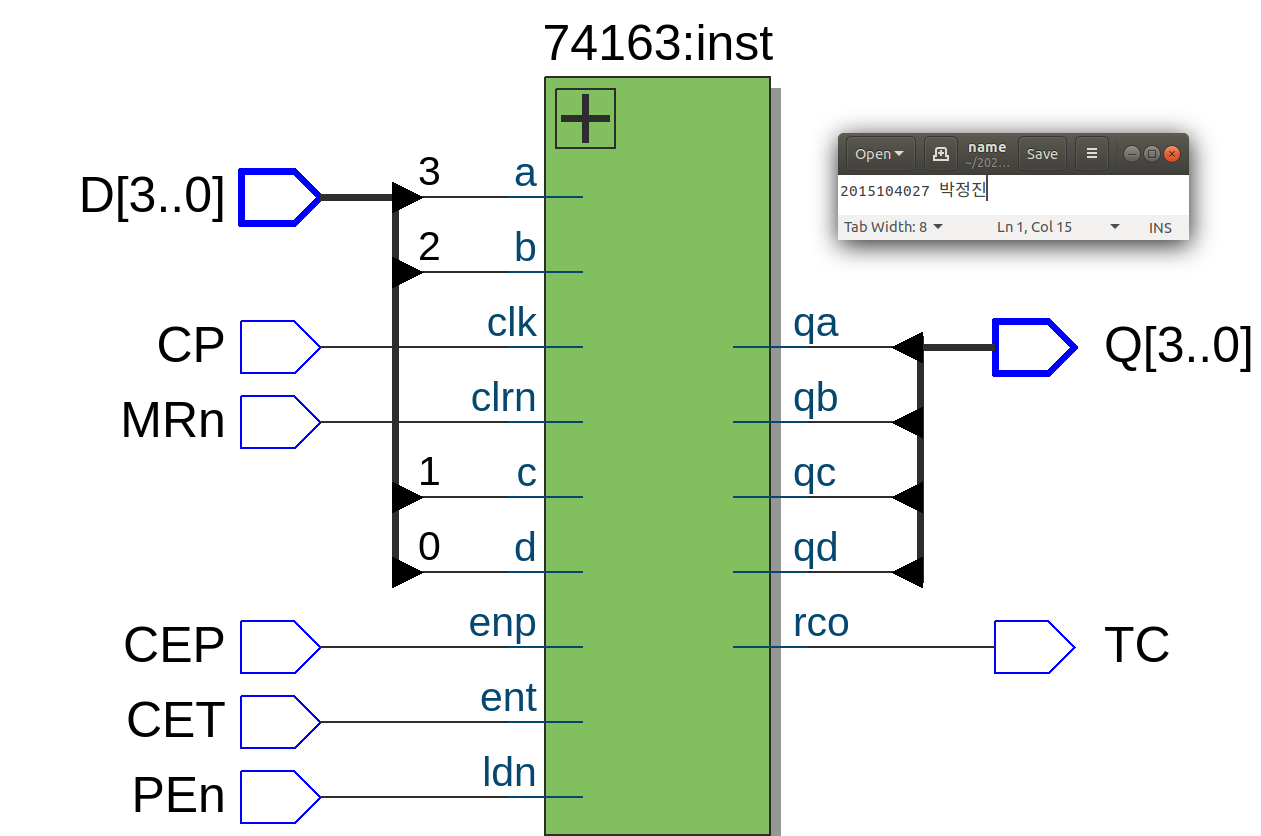 74163:inst
D[3..0]
3
a
2
b
CP
clk
MRn
clrn
1
c
0
d
CEP
enp
CET
ent
PEn
ldn
Open
name
~/202...
Save
2015104027 박정진
Tab Width: 8
Ln 1, Col 15
INS
qa
Q[3..0]
qb
qc
qd
rco
TC